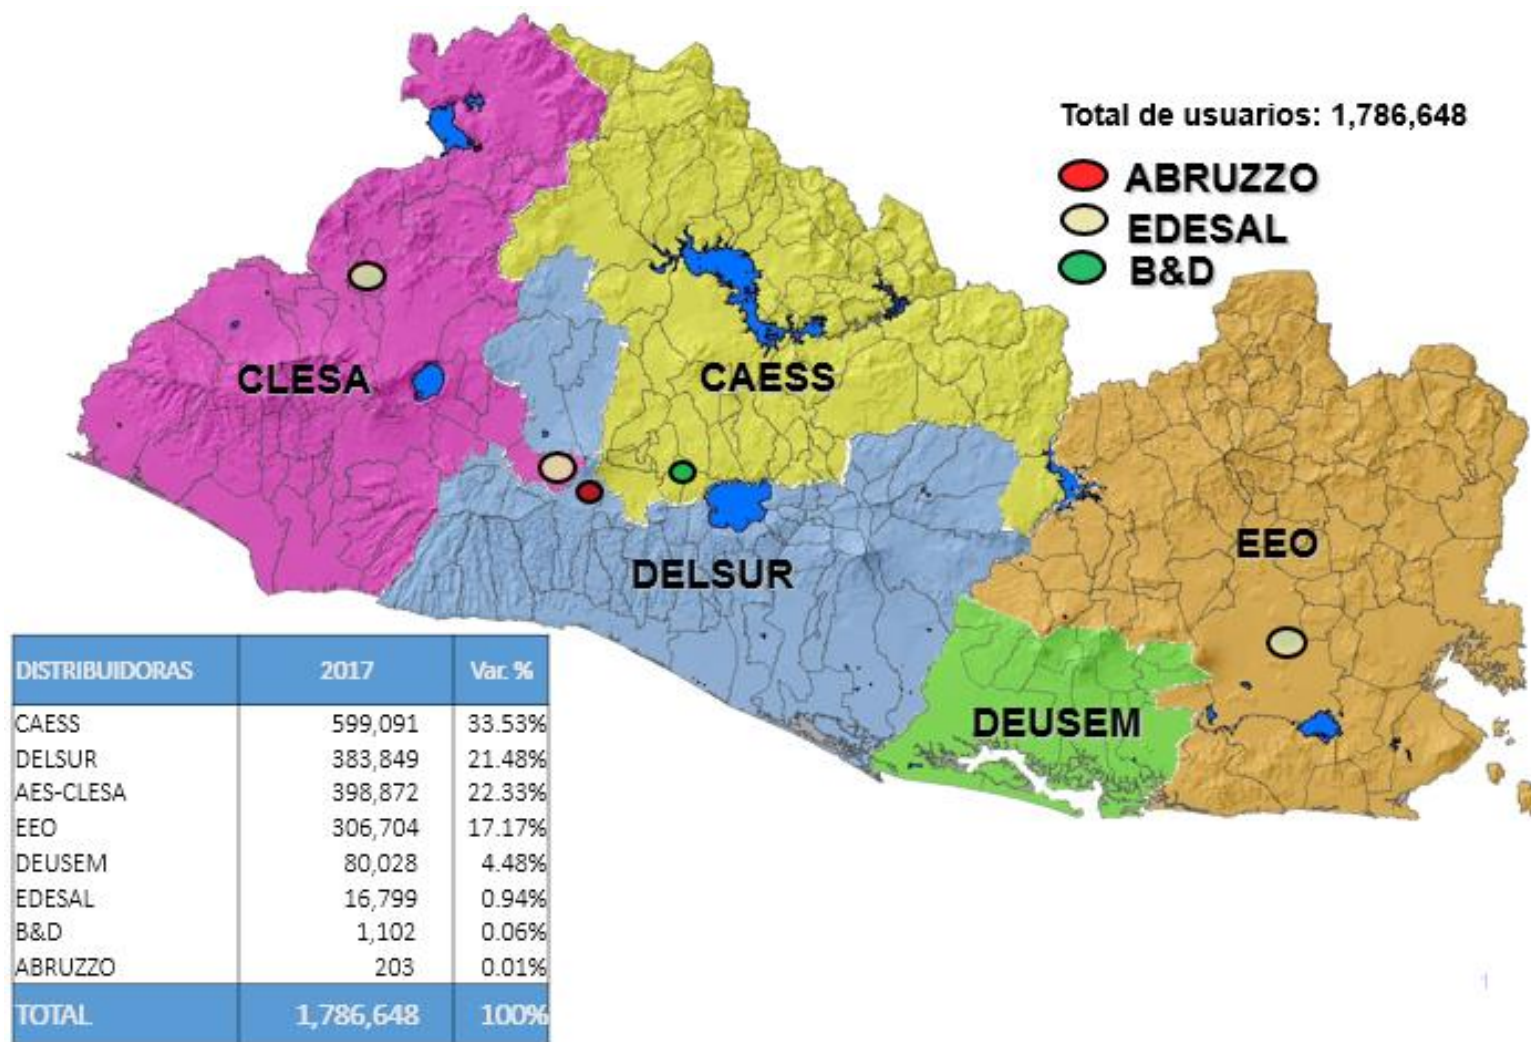 Total de usuarios: 1,786,648
ABRUZZO
EDESAL
B&D
CLESA
CAESS
DELSUR
EEO
DEUSEM
DISTRIBUIDORAS 2017 Var. %
CAESS 599,091 33.53%
DELSUR 383,849 21.48%
AES-CLESA 398,872 22.33%
EEO 306,704 17.17%
DEUSEM 80,028 4.48%
EDESAL 16,799 0.94%
B&D 1,102 0.06%
ABRUZZO 203 0.01%
TOTAL 1,786,648 100%
1